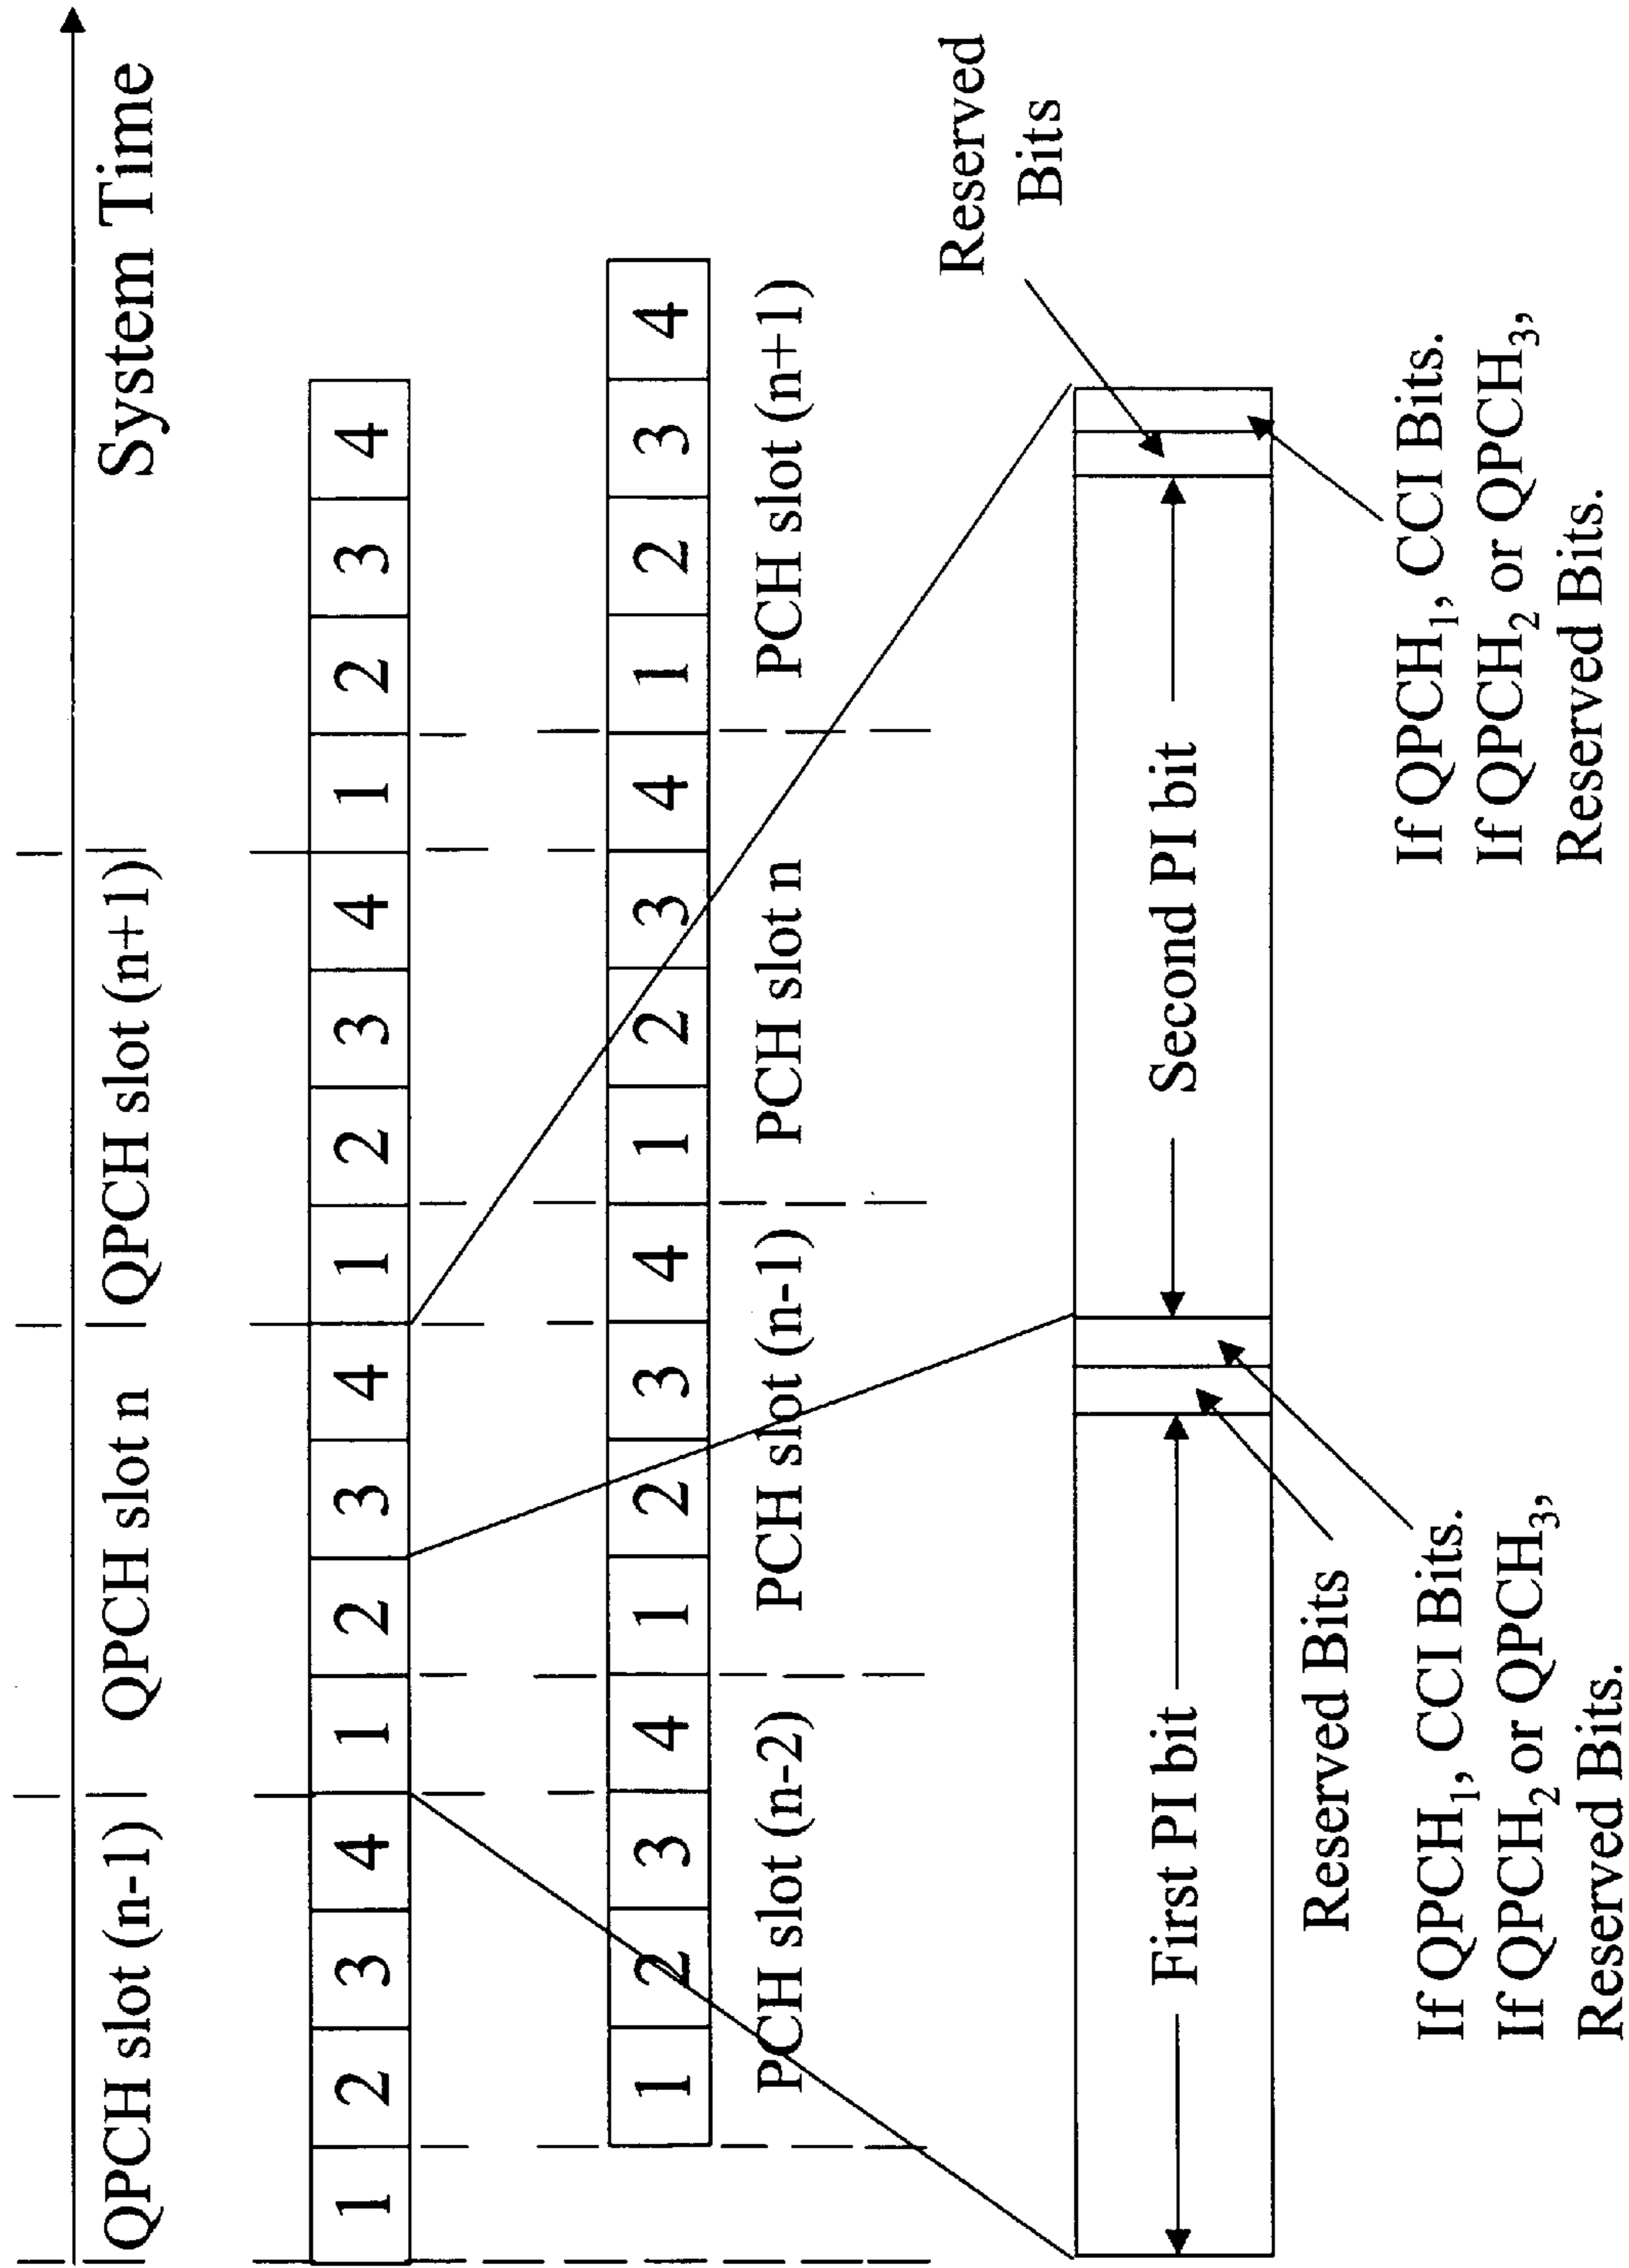 System Time
QPCH slot (n-1)
QPCH slot n
QPCH slot (n+1)
1 2 3 4 1 2 3 4 1 2 3 4 1 2 3 4
1 2 3 4 1 2 3 4 1 2 3 4 1 2 3 4
PCH slot (n-2)
PCH slot (n-1)
PCH slot n
PCH slot (n+1)
Reserved
Bits
First PI bit
Second PI bit
Reserved Bits
If QPCH₁, CCI Bits.
If QPCH₂ or QPCH₃,
Reserved Bits.
If QPCH₁, CCI Bits.
If QPCH₂ or QPCH₃,
Reserved Bits.